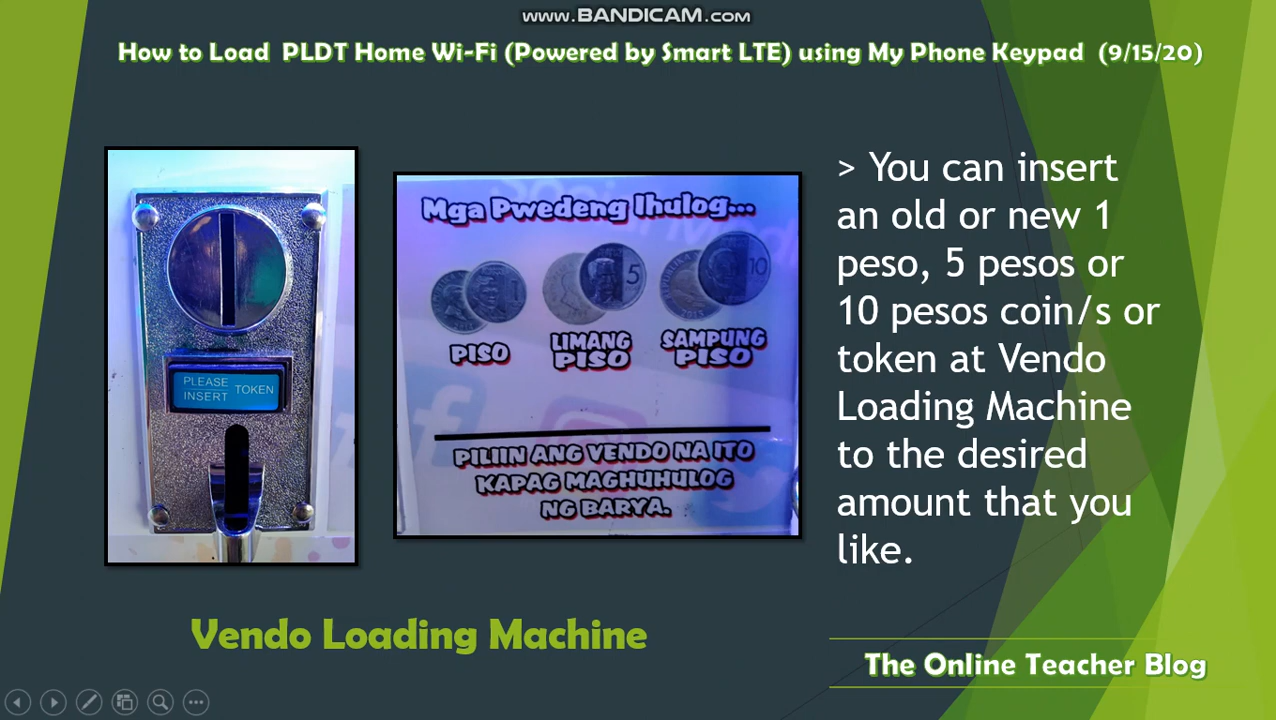 www.BANDICAM.com
How to Load PLDT Home Wi-Fi (Powered by Smart LTE) using My Phone Keypad (9/15/20)
PLEASE
INSERT
TOKEN
Mga Pwedeng Ihulog...
1
5
10
PISO
LIMANG
PISO
SAMPUNG
PISO
PILIIN ANG VENDO NA ITO
KAPAG MAGHUHULOG
NG BARYA.
> You can insert
an old or new 1
peso, 5 pesos or
10 pesos coin/s or
token at Vendo
Loading Machine
to the desired
amount that you
like.
Vendo Loading Machine
The Online Teacher Blog